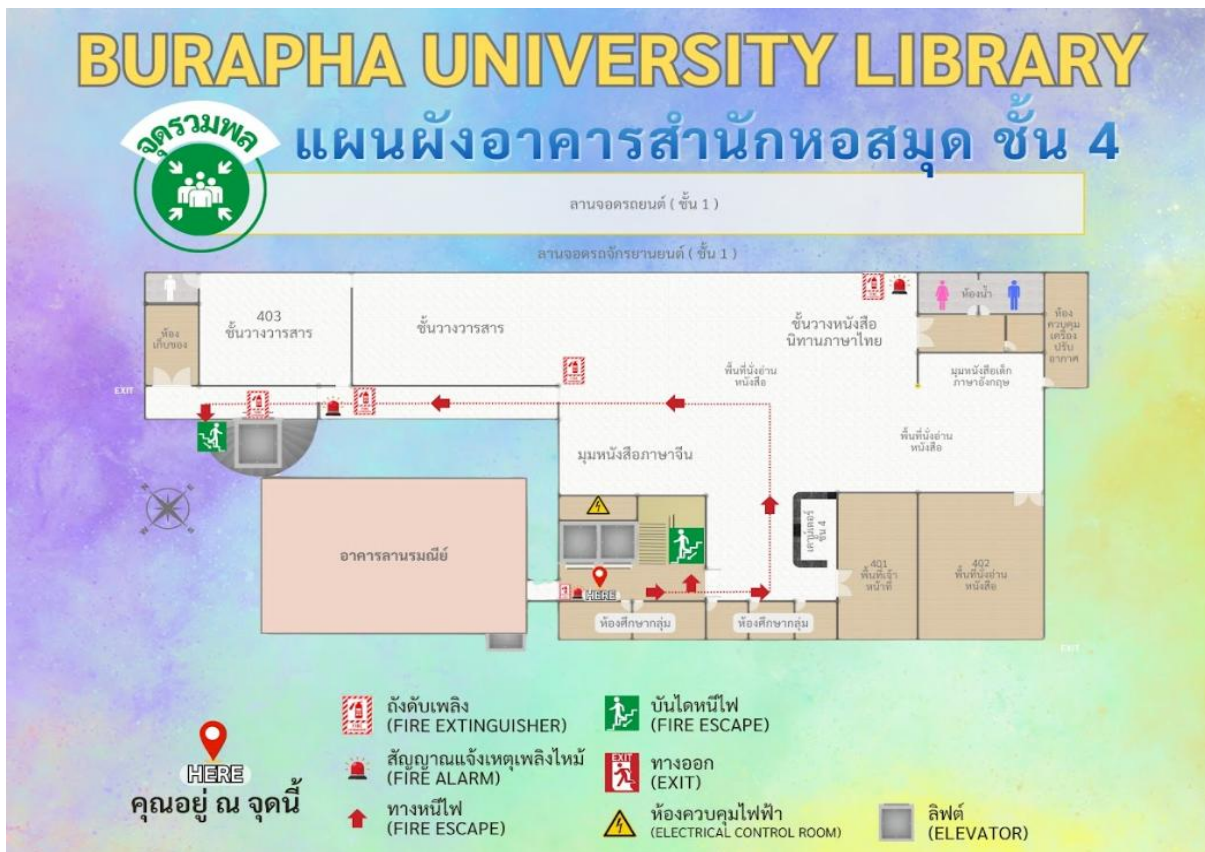 BURAPHA UNIVERSITY LIBRARY
จุดรวมพล
แผนผังอาคารสำนักหอสมุด ชั้น 4
ลานจอดรถยนต์ ( ชั้น 1 )
ลานจอดรถจักรยานยนต์ ( ชั้น 1 )
403
ชั้นวางวารสาร
ชั้นวางวารสาร
ห้อง
เก็บของ
EXIT
ชั้นวางหนังสือ
นิทานภาษาไทย
ห้องน้ำ
ห้อง
ควบคุม
เครื่อง
ปรับ
อากาศ
พื้นที่นั่งอ่าน
หนังสือ
มุมหนังสือเด็ก
ภาษาอังกฤษ
พื้นที่นั่งอ่าน
หนังสือ
มุมหนังสือภาษาจีน
เคาน์เตอร์
ชั้น 4
อาคารลานรมณีย์
401
พื้นที่เจ้า
หน้าที่
402
พื้นที่นั่งอ่าน
หนังสือ
HERE
ห้องศึกษากลุ่ม
ห้องศึกษากลุ่ม
EXIT
HERE
คุณอยู่ ณ จุดนี้
ถังดับเพลิง
(FIRE EXTINGUISHER)
สัญญาณแจ้งเหตุเพลิงไหม้
(FIRE ALARM)
ทางหนีไฟ
(FIRE ESCAPE)
บันไดหนีไฟ
(FIRE ESCAPE)
EXIT
ทางออก
(EXIT)
ห้องควบคุมไฟฟ้า
(ELECTRICAL CONTROL ROOM)
ลิฟต์
(ELEVATOR)